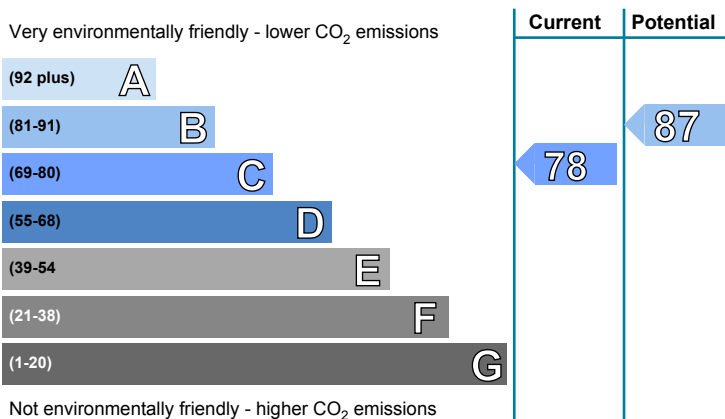 Very environmentally friendly - lower CO2 emissions
Current
Potential
(92 plus) A
(81-91) B
87
(69-80) C
78
(55-68) D
(39-54 E
(21-38) F
(1-20) G
Not environmentally friendly - higher CO2 emissions